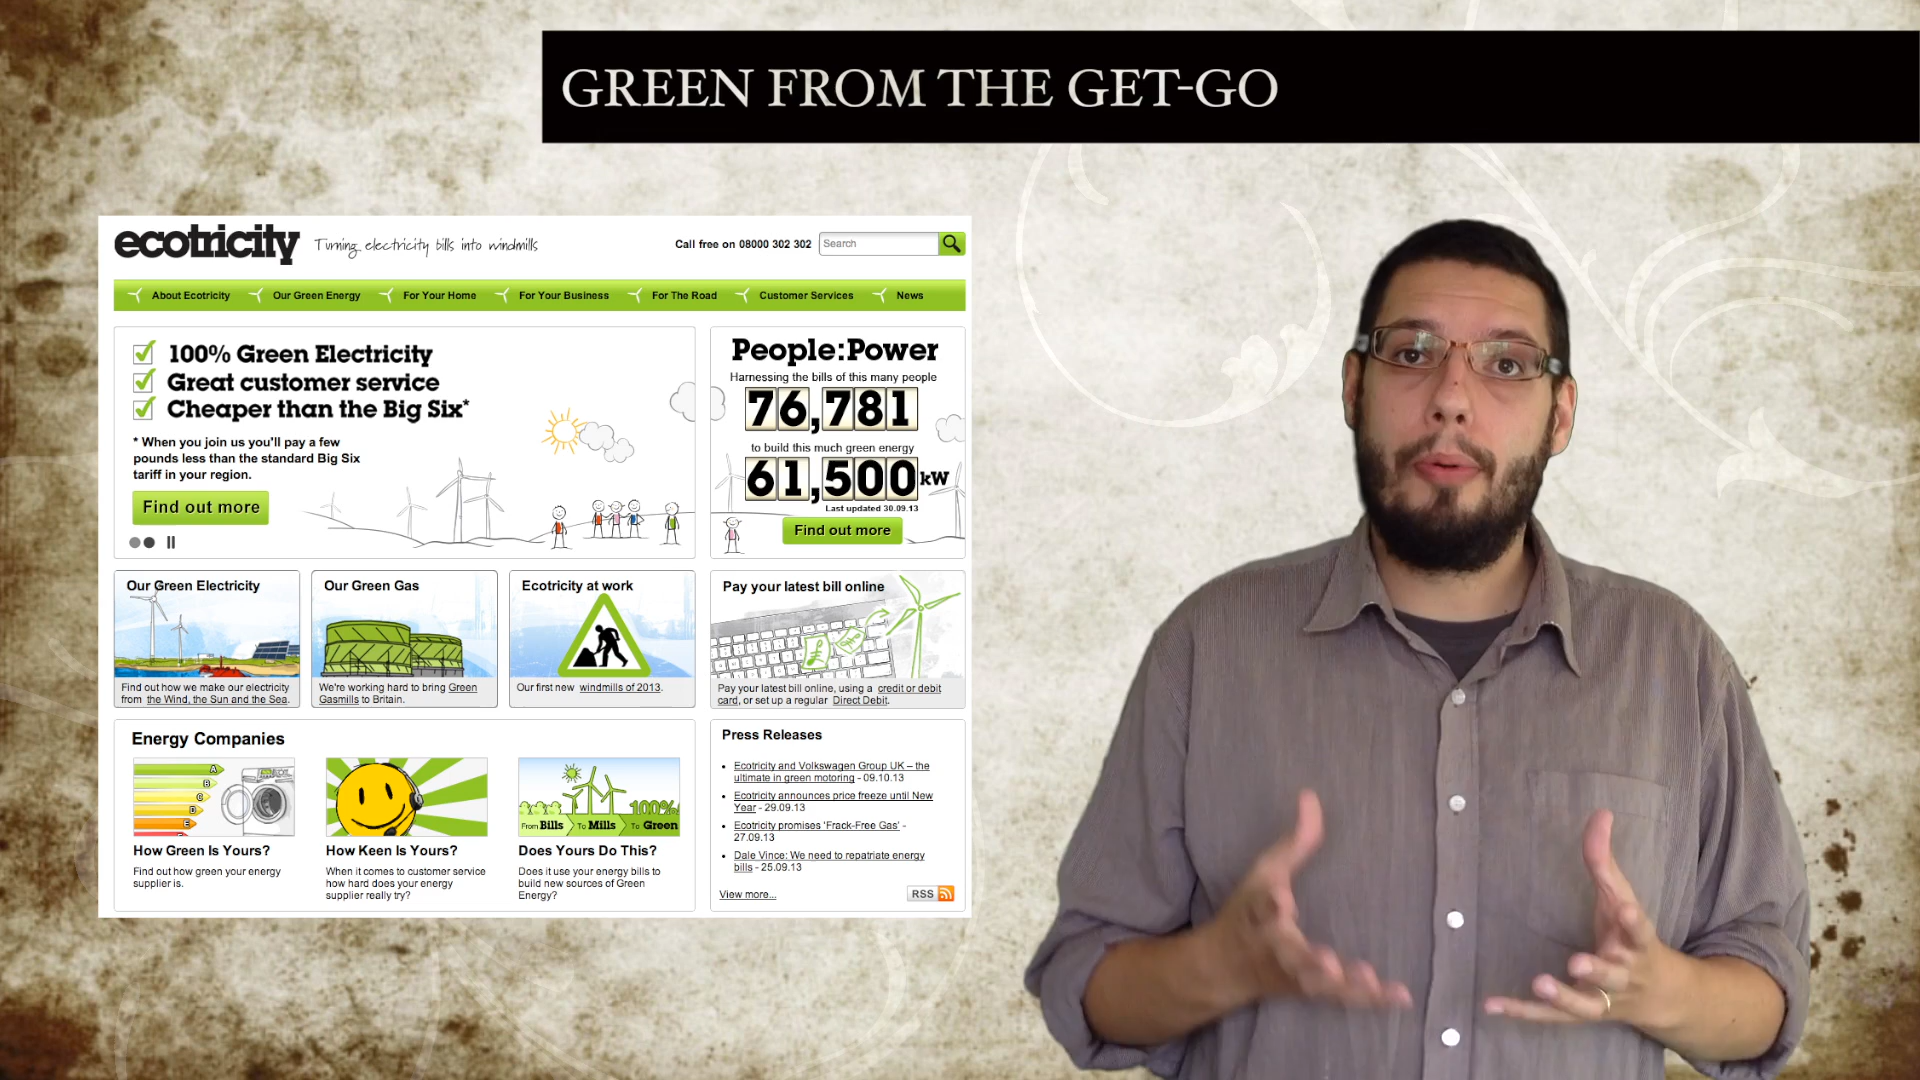 GREEN FROM THE GET-GO
ecotricity Turning electricity bills into windmills
Call free on 08000 302 302 Search
About Ecotricity Our Green Energy For Your Home For Your Business For The Road Customer Services News
100% Green Electricity
Great customer service
Cheaper than the Big Six*
* When you join us you'll pay a few
pounds less than the standard Big Six
tariff in your region.
Find out more
People:Power
Harnessing the bills of this many people
76,781
to build this much green energy
61,500 kW
Last updated 30.09.13
Find out more
Our Green Electricity
Find out how we make our electricity
from the Wind, the Sun and the Sea.
Our Green Gas
We're working hard to bring Green
Gasmills to Britain.
Ecotricity at work
Our first new windmills of 2013.
Pay your latest bill online
Pay your latest bill online, using a credit or debit
card, or set up a regular Direct Debit.
Energy Companies
A
B
C
D
E
How Green Is Yours?
Find out how green your energy
supplier is.
How Keen Is Yours?
When it comes to customer service
how hard does your energy
supplier really try?
100%
From Bills To Mills To Green
Does Yours Do This?
Does it use your energy bills to
build new sources of Green
Energy?
Press Releases
Ecotricity and Volkswagen Group UK – the
ultimate in green motoring - 09.10.13
Ecotricity announces price freeze until New
Year - 29.09.13
Ecotricity promises 'Frack-Free Gas' -
27.09.13
Dale Vince: We need to repatriate energy
bills - 25.09.13
View more...
RSS